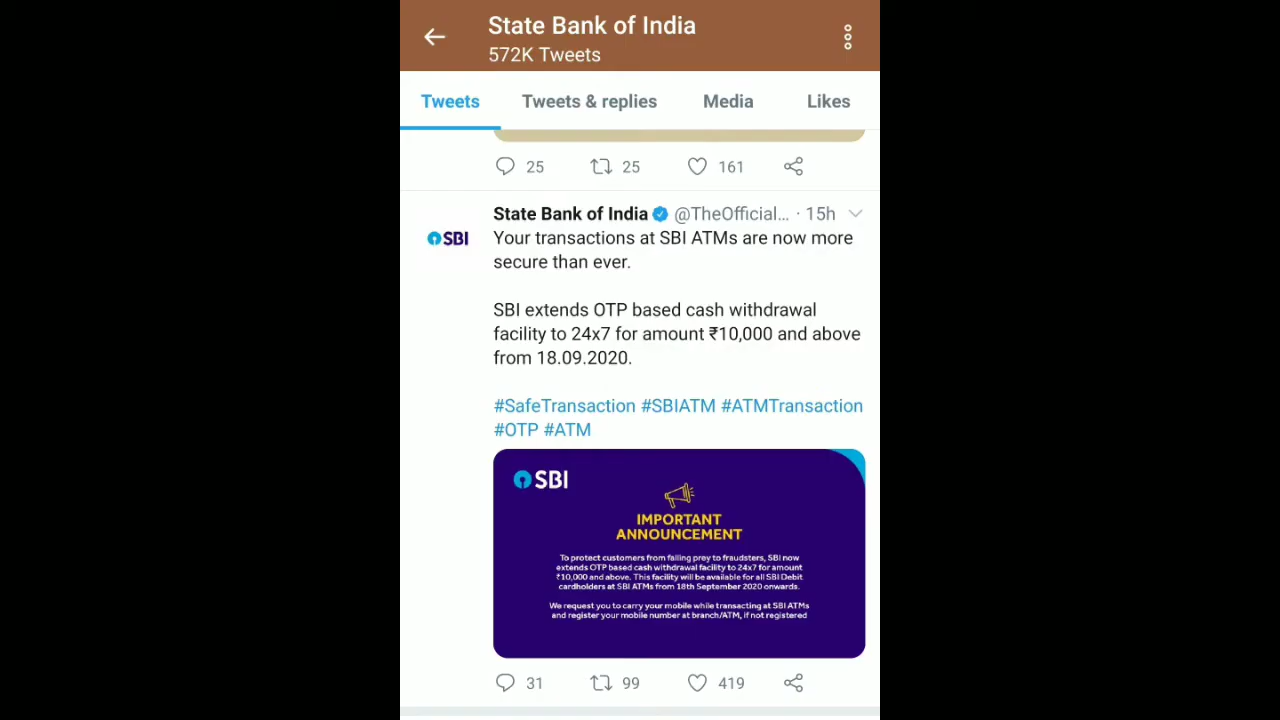 State Bank of India
572K Tweets
Tweets Tweets & replies Media Likes
25 25 161
State Bank of India @TheOfficial... · 15h
SBI
Your transactions at SBI ATMs are now more
secure than ever.
SBI extends OTP based cash withdrawal
facility to 24x7 for amount ₹10,000 and above
from 18.09.2020.
#SafeTransaction #SBIATM #ATMTransaction
#OTP #ATM
SBI
IMPORTANT
ANNOUNCEMENT
To protect customers from falling prey to fraudsters, SBI now
extends OTP based cash withdrawal facility to 24x7 for amount
₹10,000 and above. This facility will be available for all SBI Debit
cardholders at SBI ATMs from 18th September 2020 onwards.
We request you to carry your mobile while transacting at SBI ATMs
and register your mobile number at branch/ATM, if not registered
31 99 419